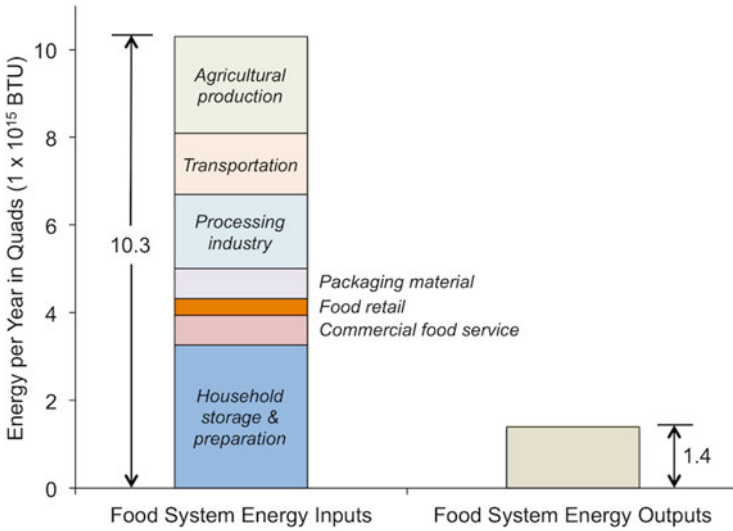 Energy per Year in Quads (1 x 10¹⁵ BTU)
10
8
6
4
2
0
10.3
Agricultural
production
Transportation
Processing
industry
Packaging material
Food retail
Commercial food service
Household
storage &
preparation
1.4
Food System Energy Inputs
Food System Energy Outputs